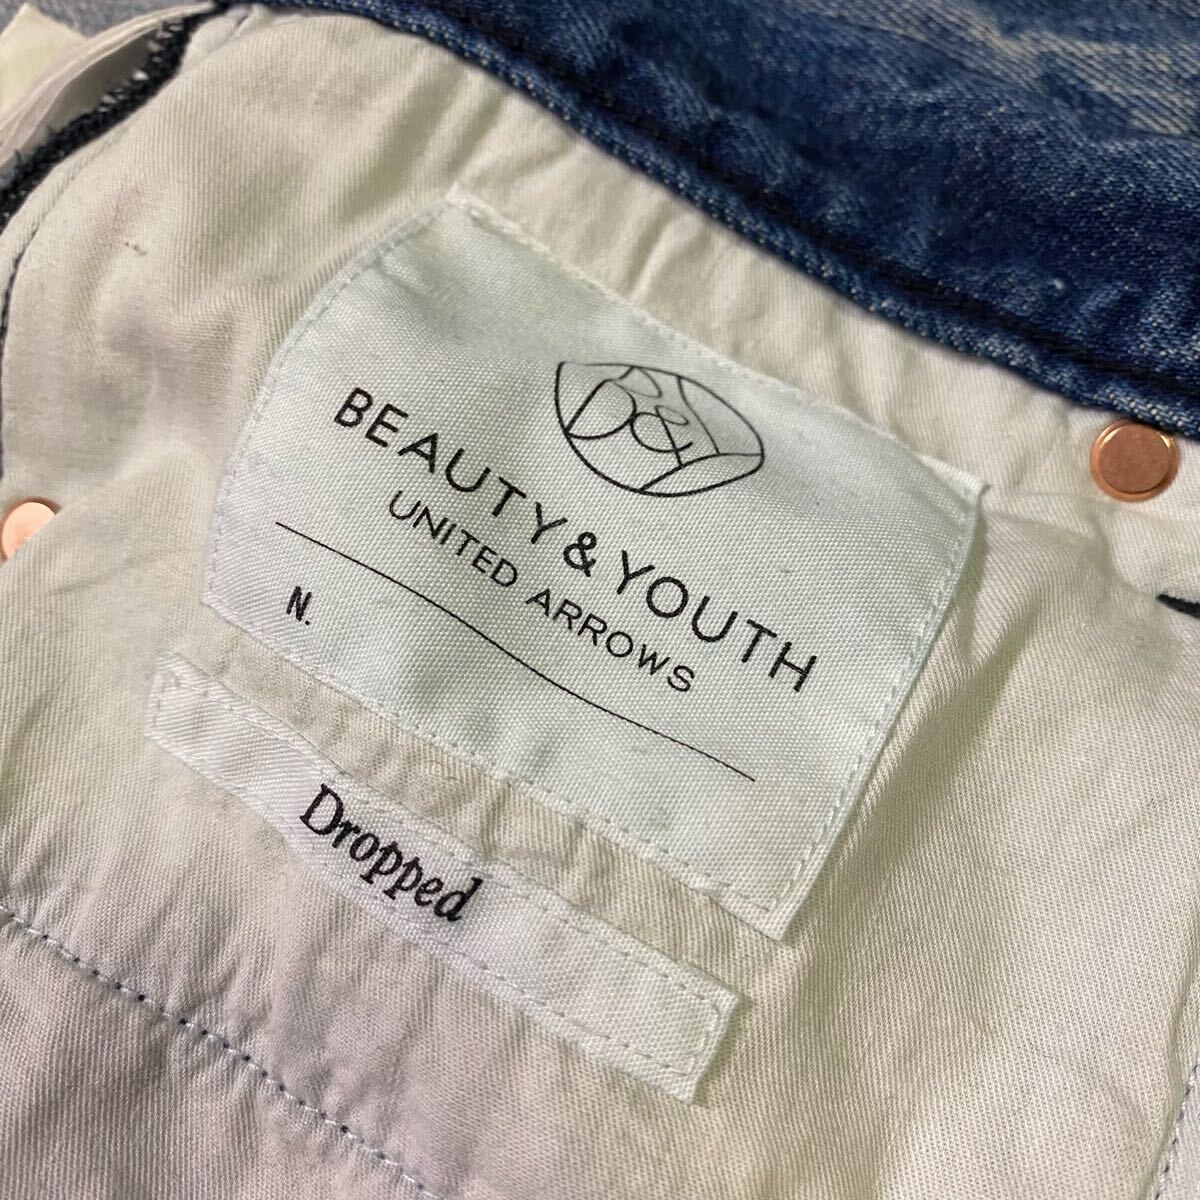 B&Y
BEAUTY&YOUTH
UNITED ARROWS
N.
Dropped